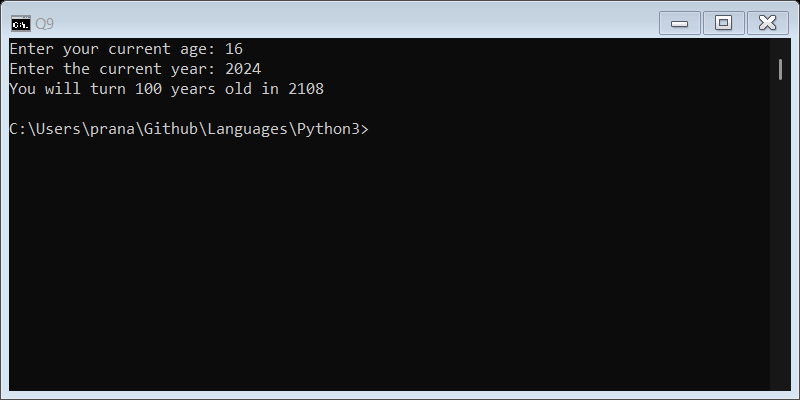 Q9
Enter your current age: 16
Enter the current year: 2024
You will turn 100 years old in 2108
C:\Users\prana\Github\Languages\Python3>